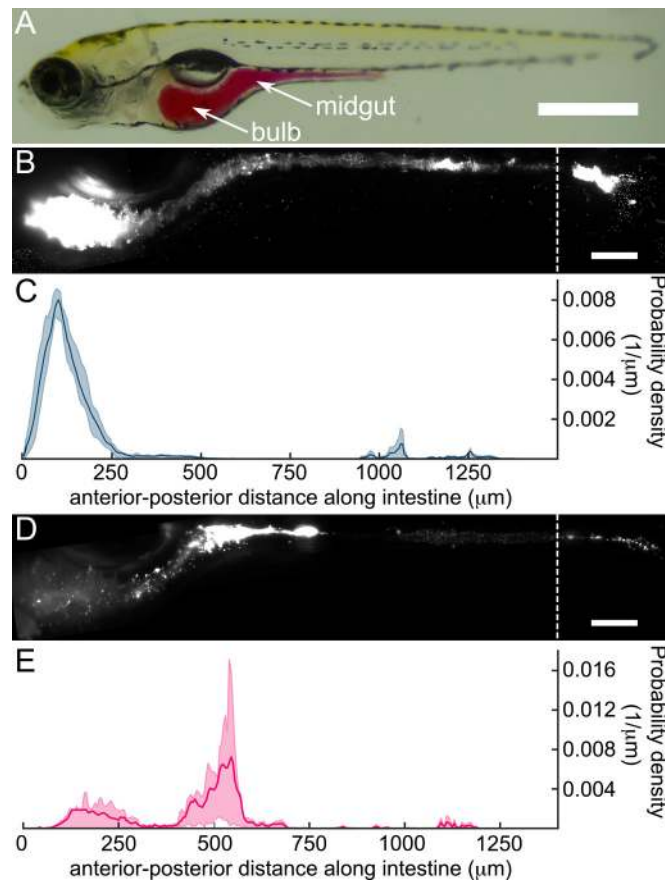 A
midgut
bulb
B
C
0.008
0.006
0.004
0.002
Probability density
(1/μm)
0 250 500 750 1000 1250
anterior-posterior distance along intestine (μm)
D
E
0.016
0.012
0.008
0.004
Probability density
(1/μm)
0 250 500 750 1000 1250
anterior-posterior distance along intestine (μm)